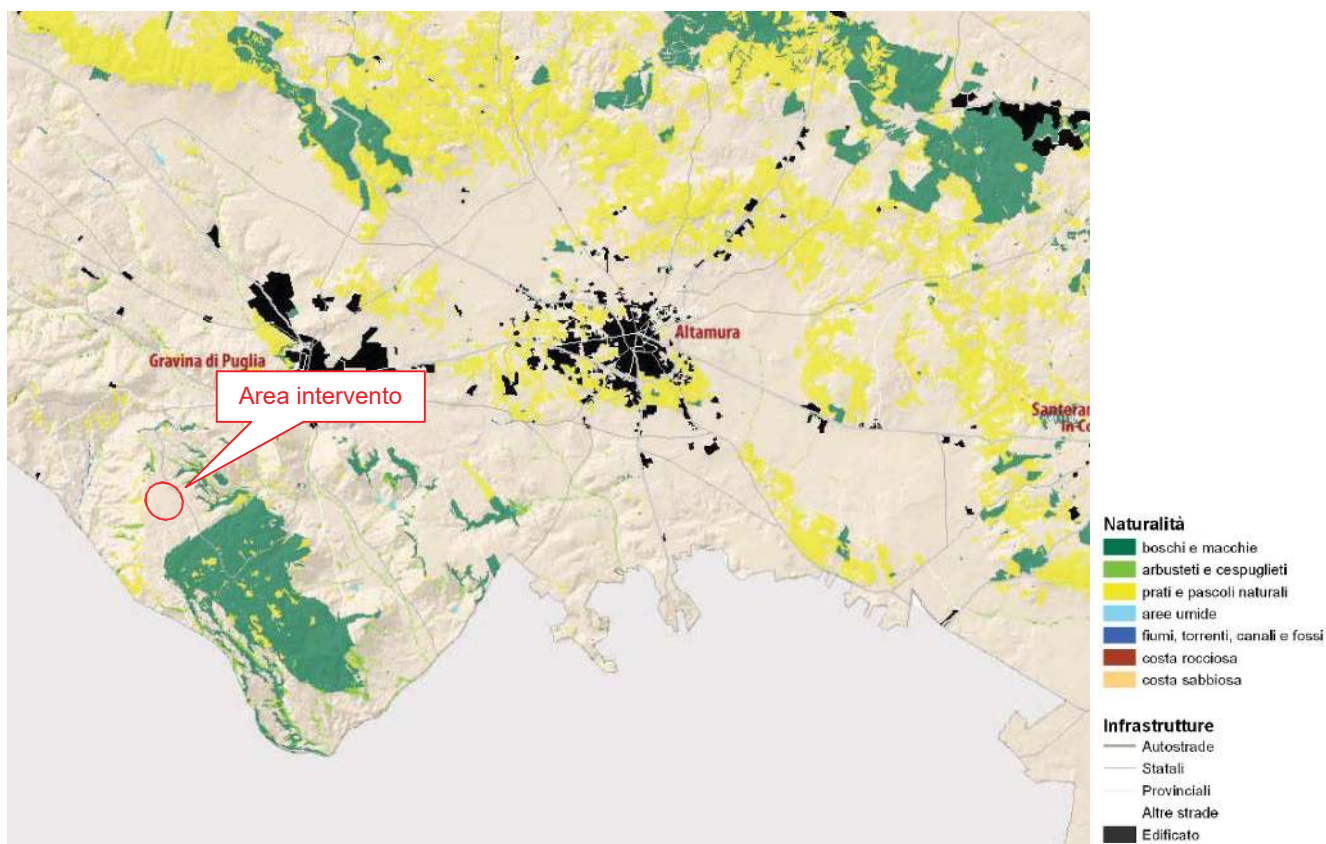 Altamura
Gravina di Puglia
Area intervento
Santeram
in Co
Naturalità
boschi e macchie
arbusteti e cespuglieti
prati e pascoli naturali
aree umide
fiumi, torrenti, canali e fossi
costa rocciosa
costa sabbiosa
Infrastrutture
Autostrade
Statali
Provinciali
Altre strade
Edificato